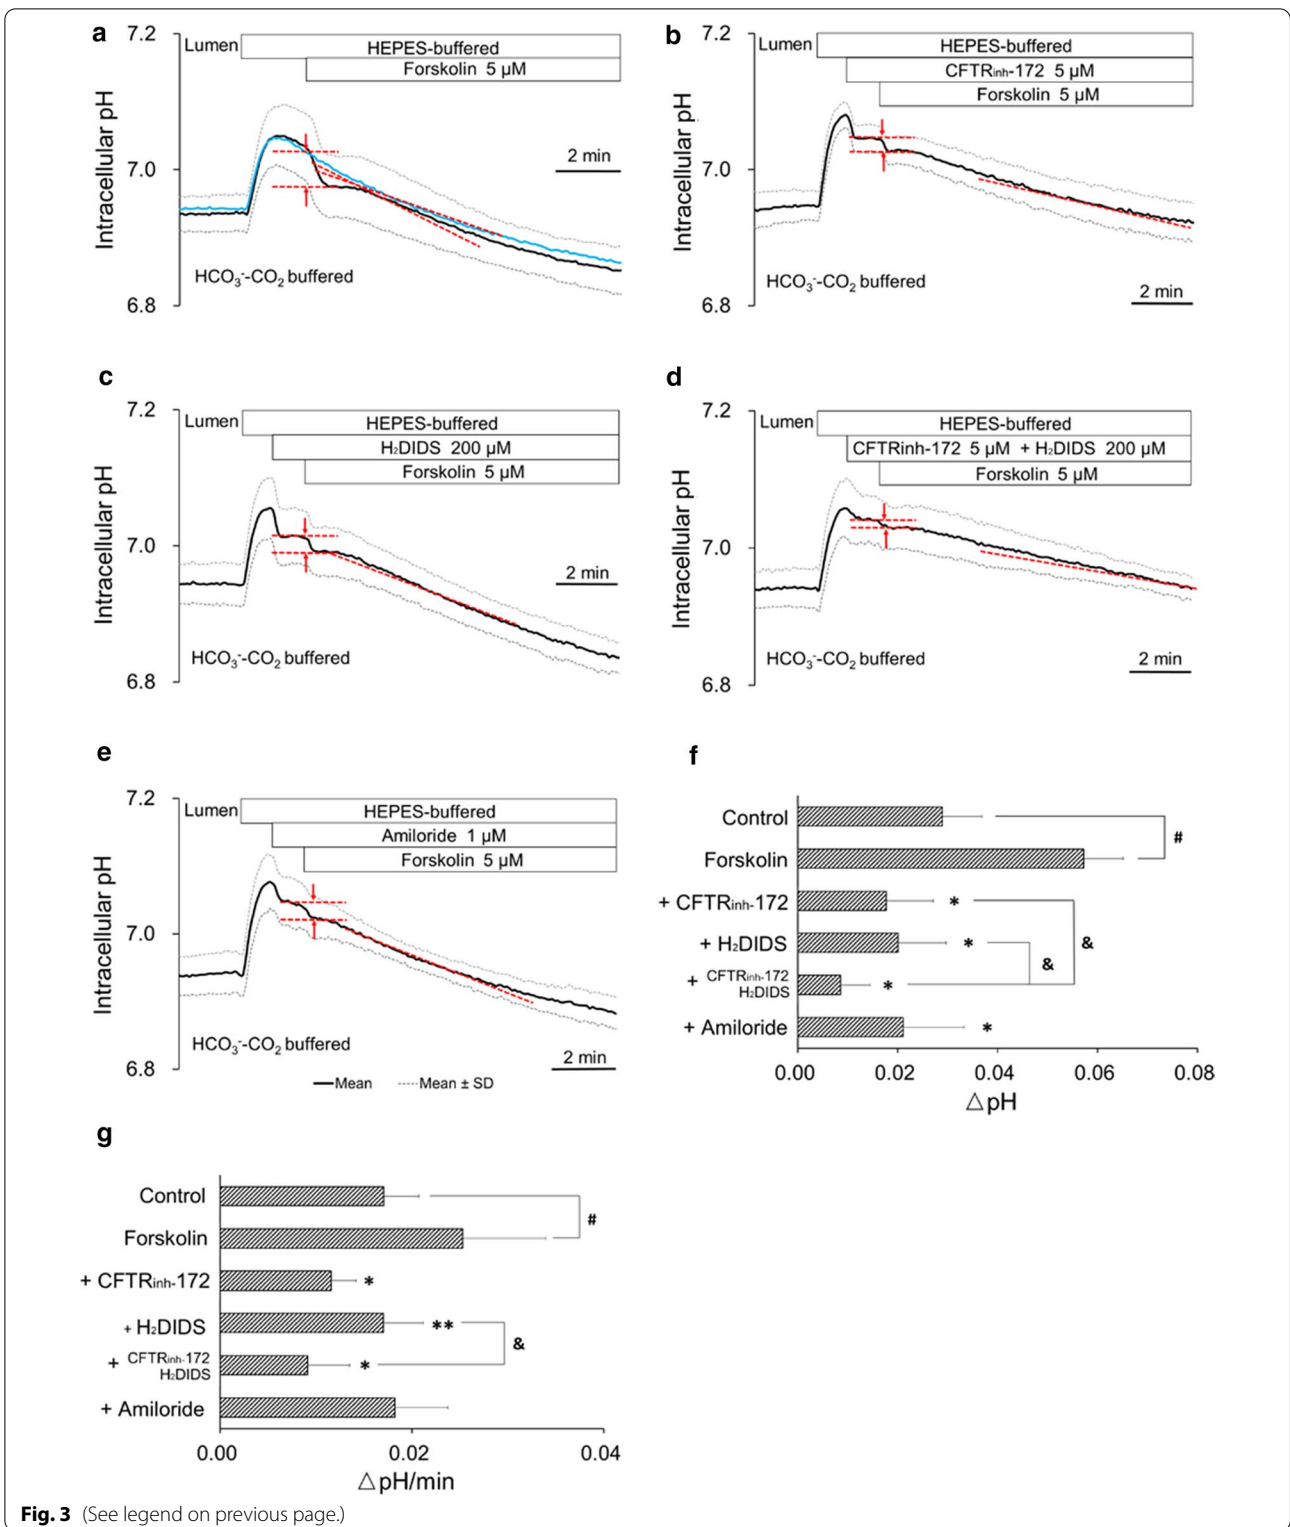 a
7.2
7.0
6.8
Intracellular pH
Lumen
HEPES-buffered
Forskolin 5 µM
2 min
HCO₃⁻-CO₂ buffered
b
7.2
7.0
6.8
Intracellular pH
Lumen
HEPES-buffered
CFTRinh-172 5 µM
Forskolin 5 µM
HCO₃⁻-CO₂ buffered
2 min
c
7.2
7.0
6.8
Intracellular pH
Lumen
HEPES-buffered
H₂DIDS 200 µM
Forskolin 5 µM
2 min
HCO₃⁻-CO₂ buffered
d
7.2
7.0
6.8
Intracellular pH
Lumen
HEPES-buffered
CFTRinh-172 5 µM + H₂DIDS 200 µM
Forskolin 5 µM
HCO₃⁻-CO₂ buffered
2 min
e
7.2
7.0
6.8
Intracellular pH
Lumen
HEPES-buffered
Amiloride 1 µM
Forskolin 5 µM
HCO₃⁻-CO₂ buffered
2 min
Mean
Mean ± SD
f
Control
#
Forskolin
+ CFTRinh-172 *
&
+ H₂DIDS *
&
+ CFTRinh-172
H₂DIDS *
+ Amiloride *
0.00 0.02 0.04 0.06 0.08
△pH
g
Control
#
Forskolin
+ CFTRinh-172 *
+ H₂DIDS **
&
+ CFTRinh-172
H₂DIDS *
+ Amiloride
0.00 0.02 0.04
△pH/min
Fig. 3 (See legend on previous page.)